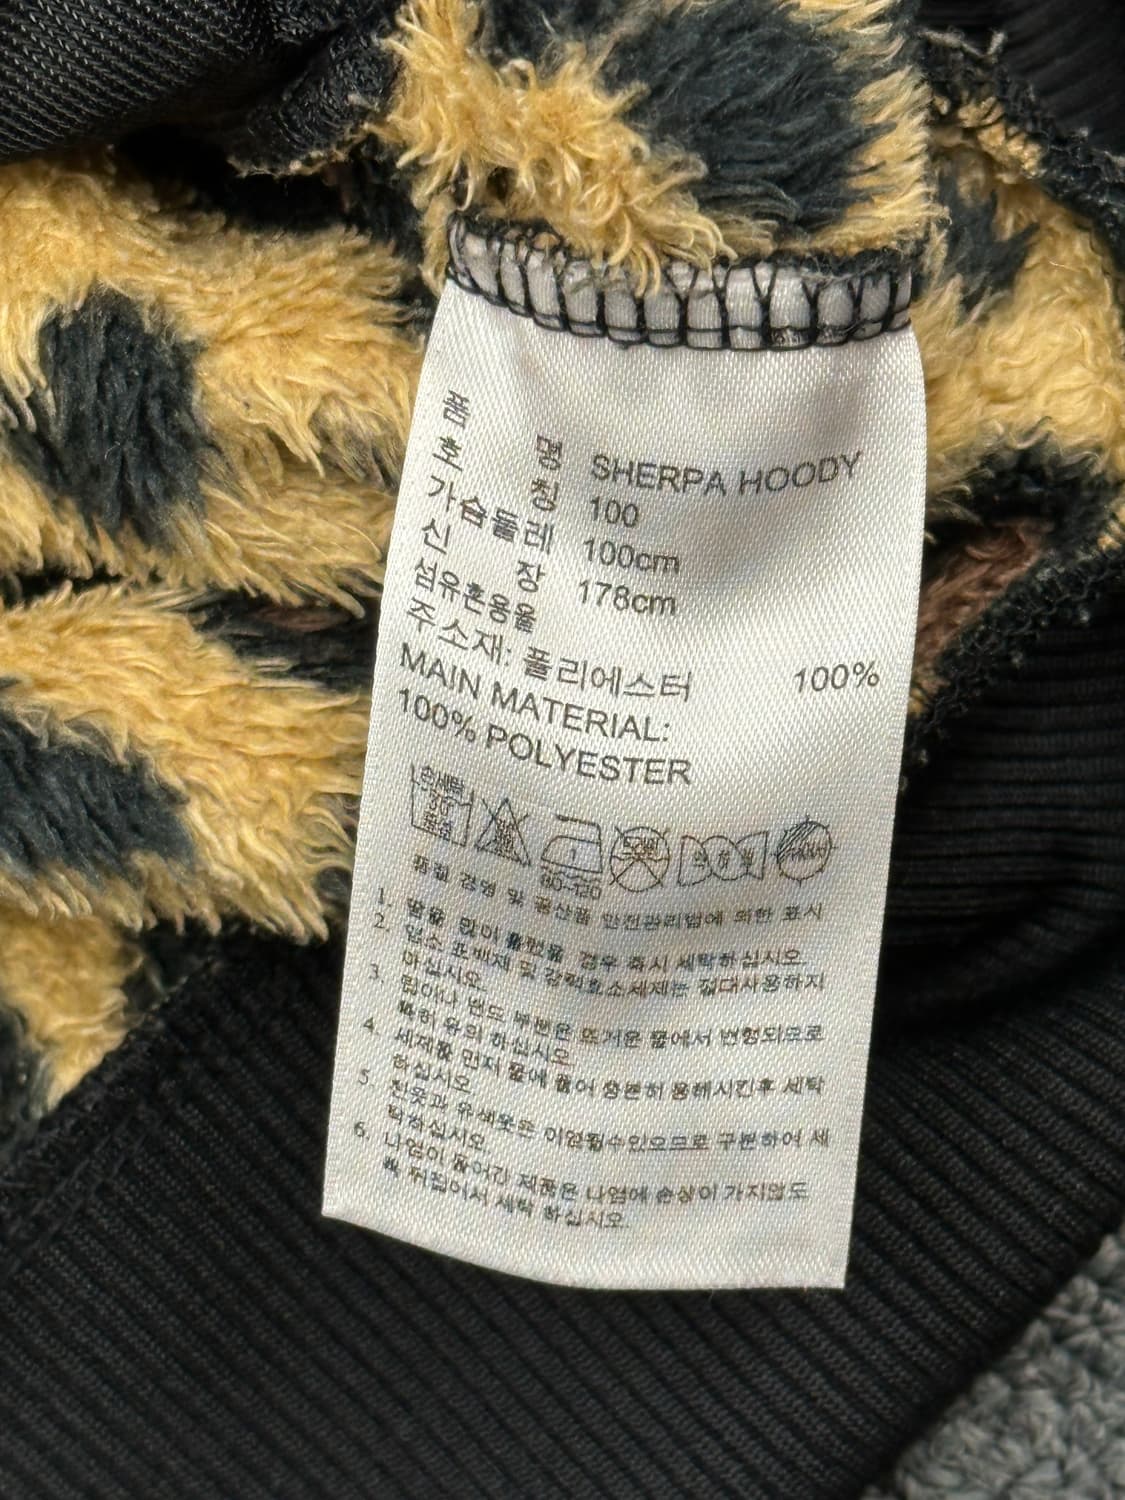 품 명 SHERPA HOODY
호 칭 100
가슴둘레 100cm
신 장 178cm
섬유혼용율
주소재: 폴리에스터 100%
MAIN MATERIAL:
100% POLYESTER
손세탁
80-120
품질 경영 및 공산품 안전관리법에 의한 표시
1. 땀을 많이 흘렸을 경우 즉시 세탁하십시오
2. 염소 표백제 및 강력효소세제는 절대사용하지
마십시오.
3. 립이나 밴드 부분은 뜨거운 물에서 변형되므로
특히 유의 하십시오
4. 세제를 먼저 물에 풀어 충분히 용해시킨후 세탁
하십시오
5. 흰옷과 유색옷은 이염될수있으므로 구분하여 세
탁하십시오
6. 나염이 들어간 제품은 나염에 손상이 가지않도
록 뒤집어서 세탁 하십시오.